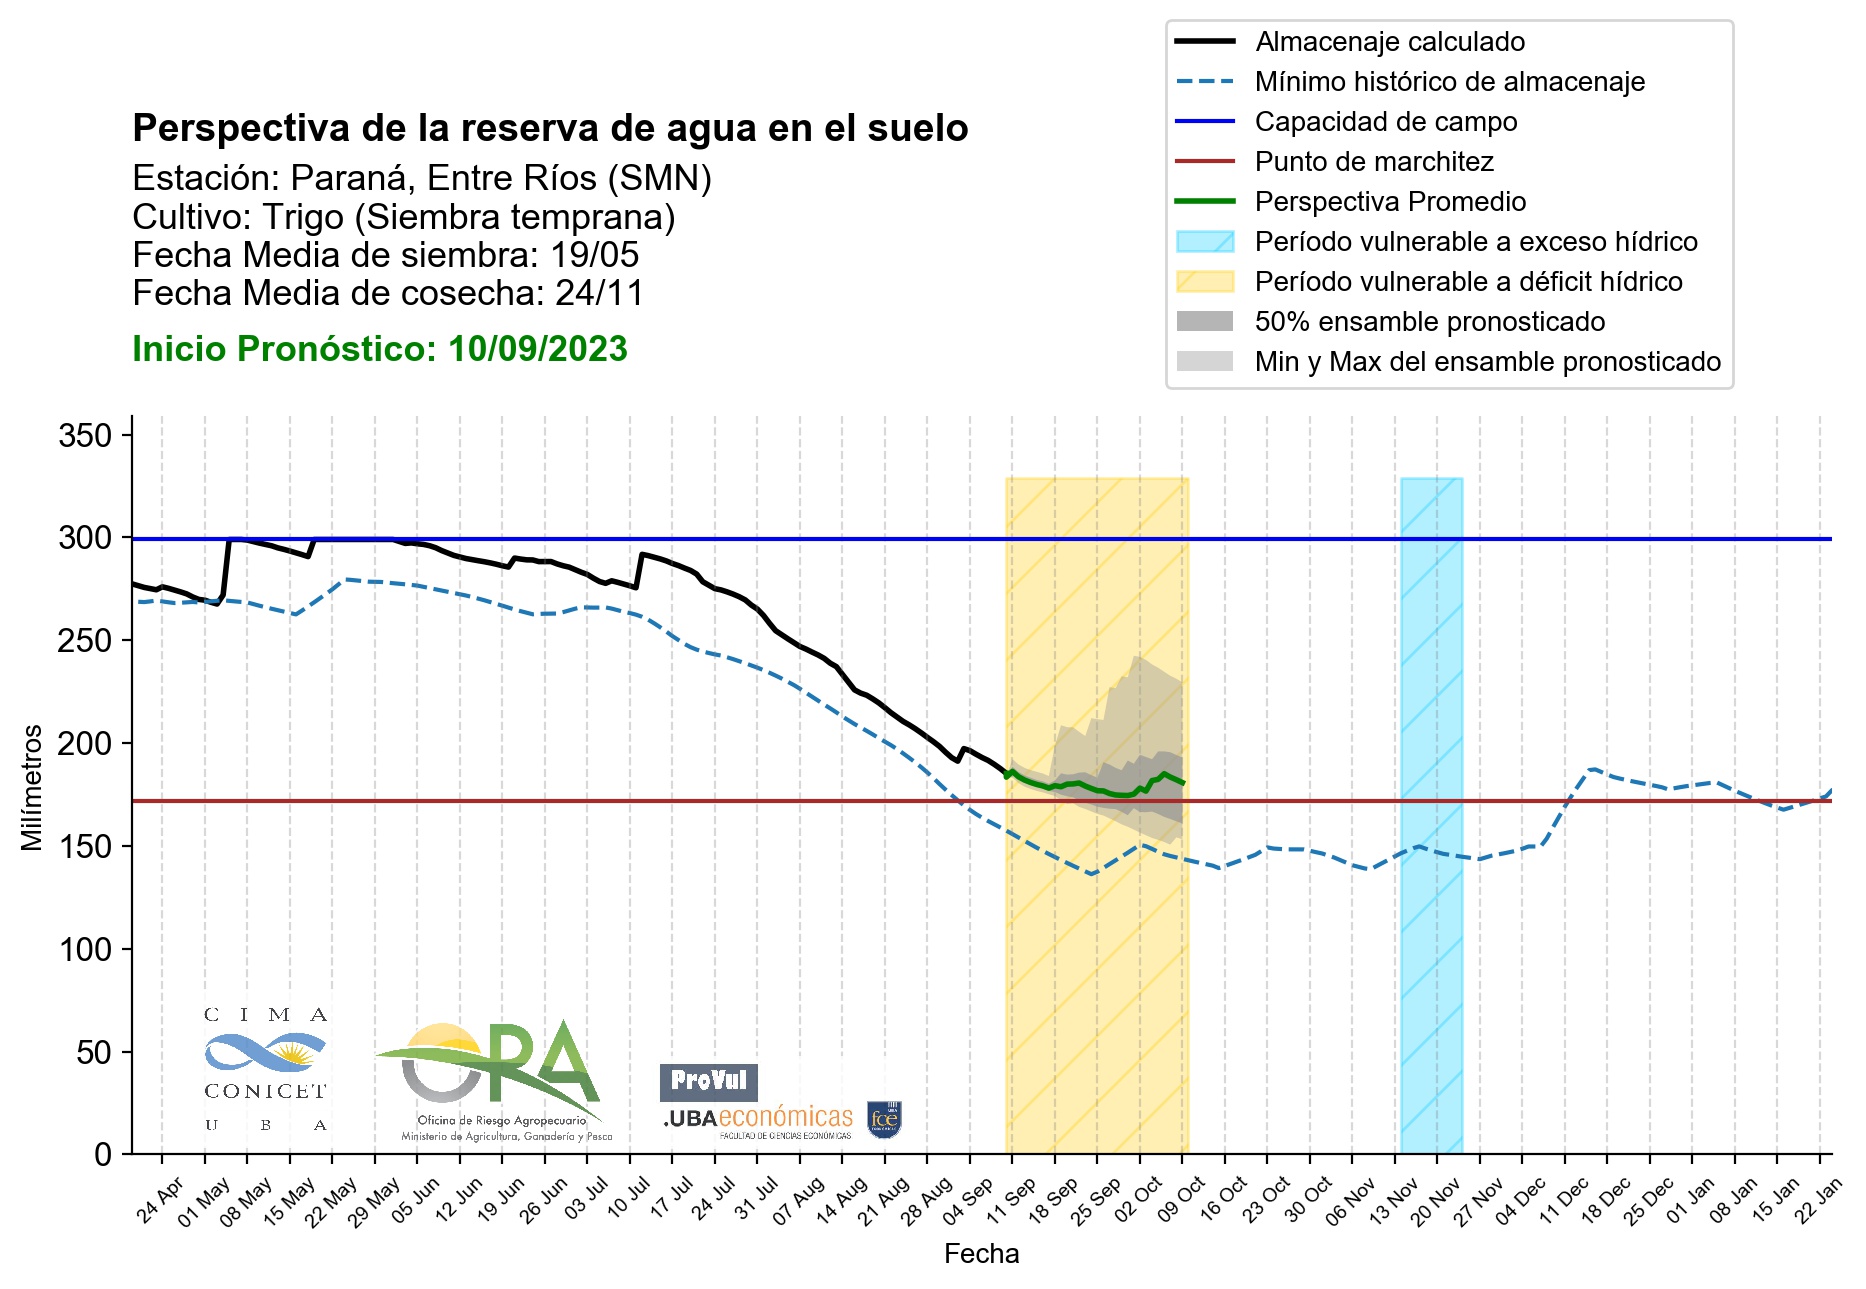 Perspectiva de la reserva de agua en el suelo
Estación: Paraná, Entre Ríos (SMN)
Cultivo: Trigo (Siembra temprana)
Fecha Media de siembra: 19/05
Fecha Media de cosecha: 24/11
Inicio Pronóstico: 10/09/2023
Almacenaje calculado
Mínimo histórico de almacenaje
Capacidad de campo
Punto de marchitez
Perspectiva Promedio
Período vulnerable a exceso hídrico
Período vulnerable a déficit hídrico
50% ensamble pronosticado
Min y Max del ensamble pronosticado
Milímetros
350
300
250
200
150
100
50
0
CIMA
CONICET
UBA
OPA
Oficina de Riesgo Agropecuario
Ministerio de Agricultura, Ganadería y Pesca
ProVul
.UBAeconómicas
FACULTAD DE CIENCIAS ECONÓMICAS
fce
24 Apr
01 May
08 May
15 May
22 May
29 May
05 Jun
12 Jun
19 Jun
26 Jun
03 Jul
10 Jul
17 Jul
24 Jul
31 Jul
07 Aug
14 Aug
21 Aug
28 Aug
04 Sep
11 Sep
18 Sep
25 Sep
02 Oct
09 Oct
16 Oct
23 Oct
30 Oct
06 Nov
13 Nov
20 Nov
27 Nov
04 Dec
11 Dec
18 Dec
25 Dec
01 Jan
08 Jan
15 Jan
22 Jan
Fecha